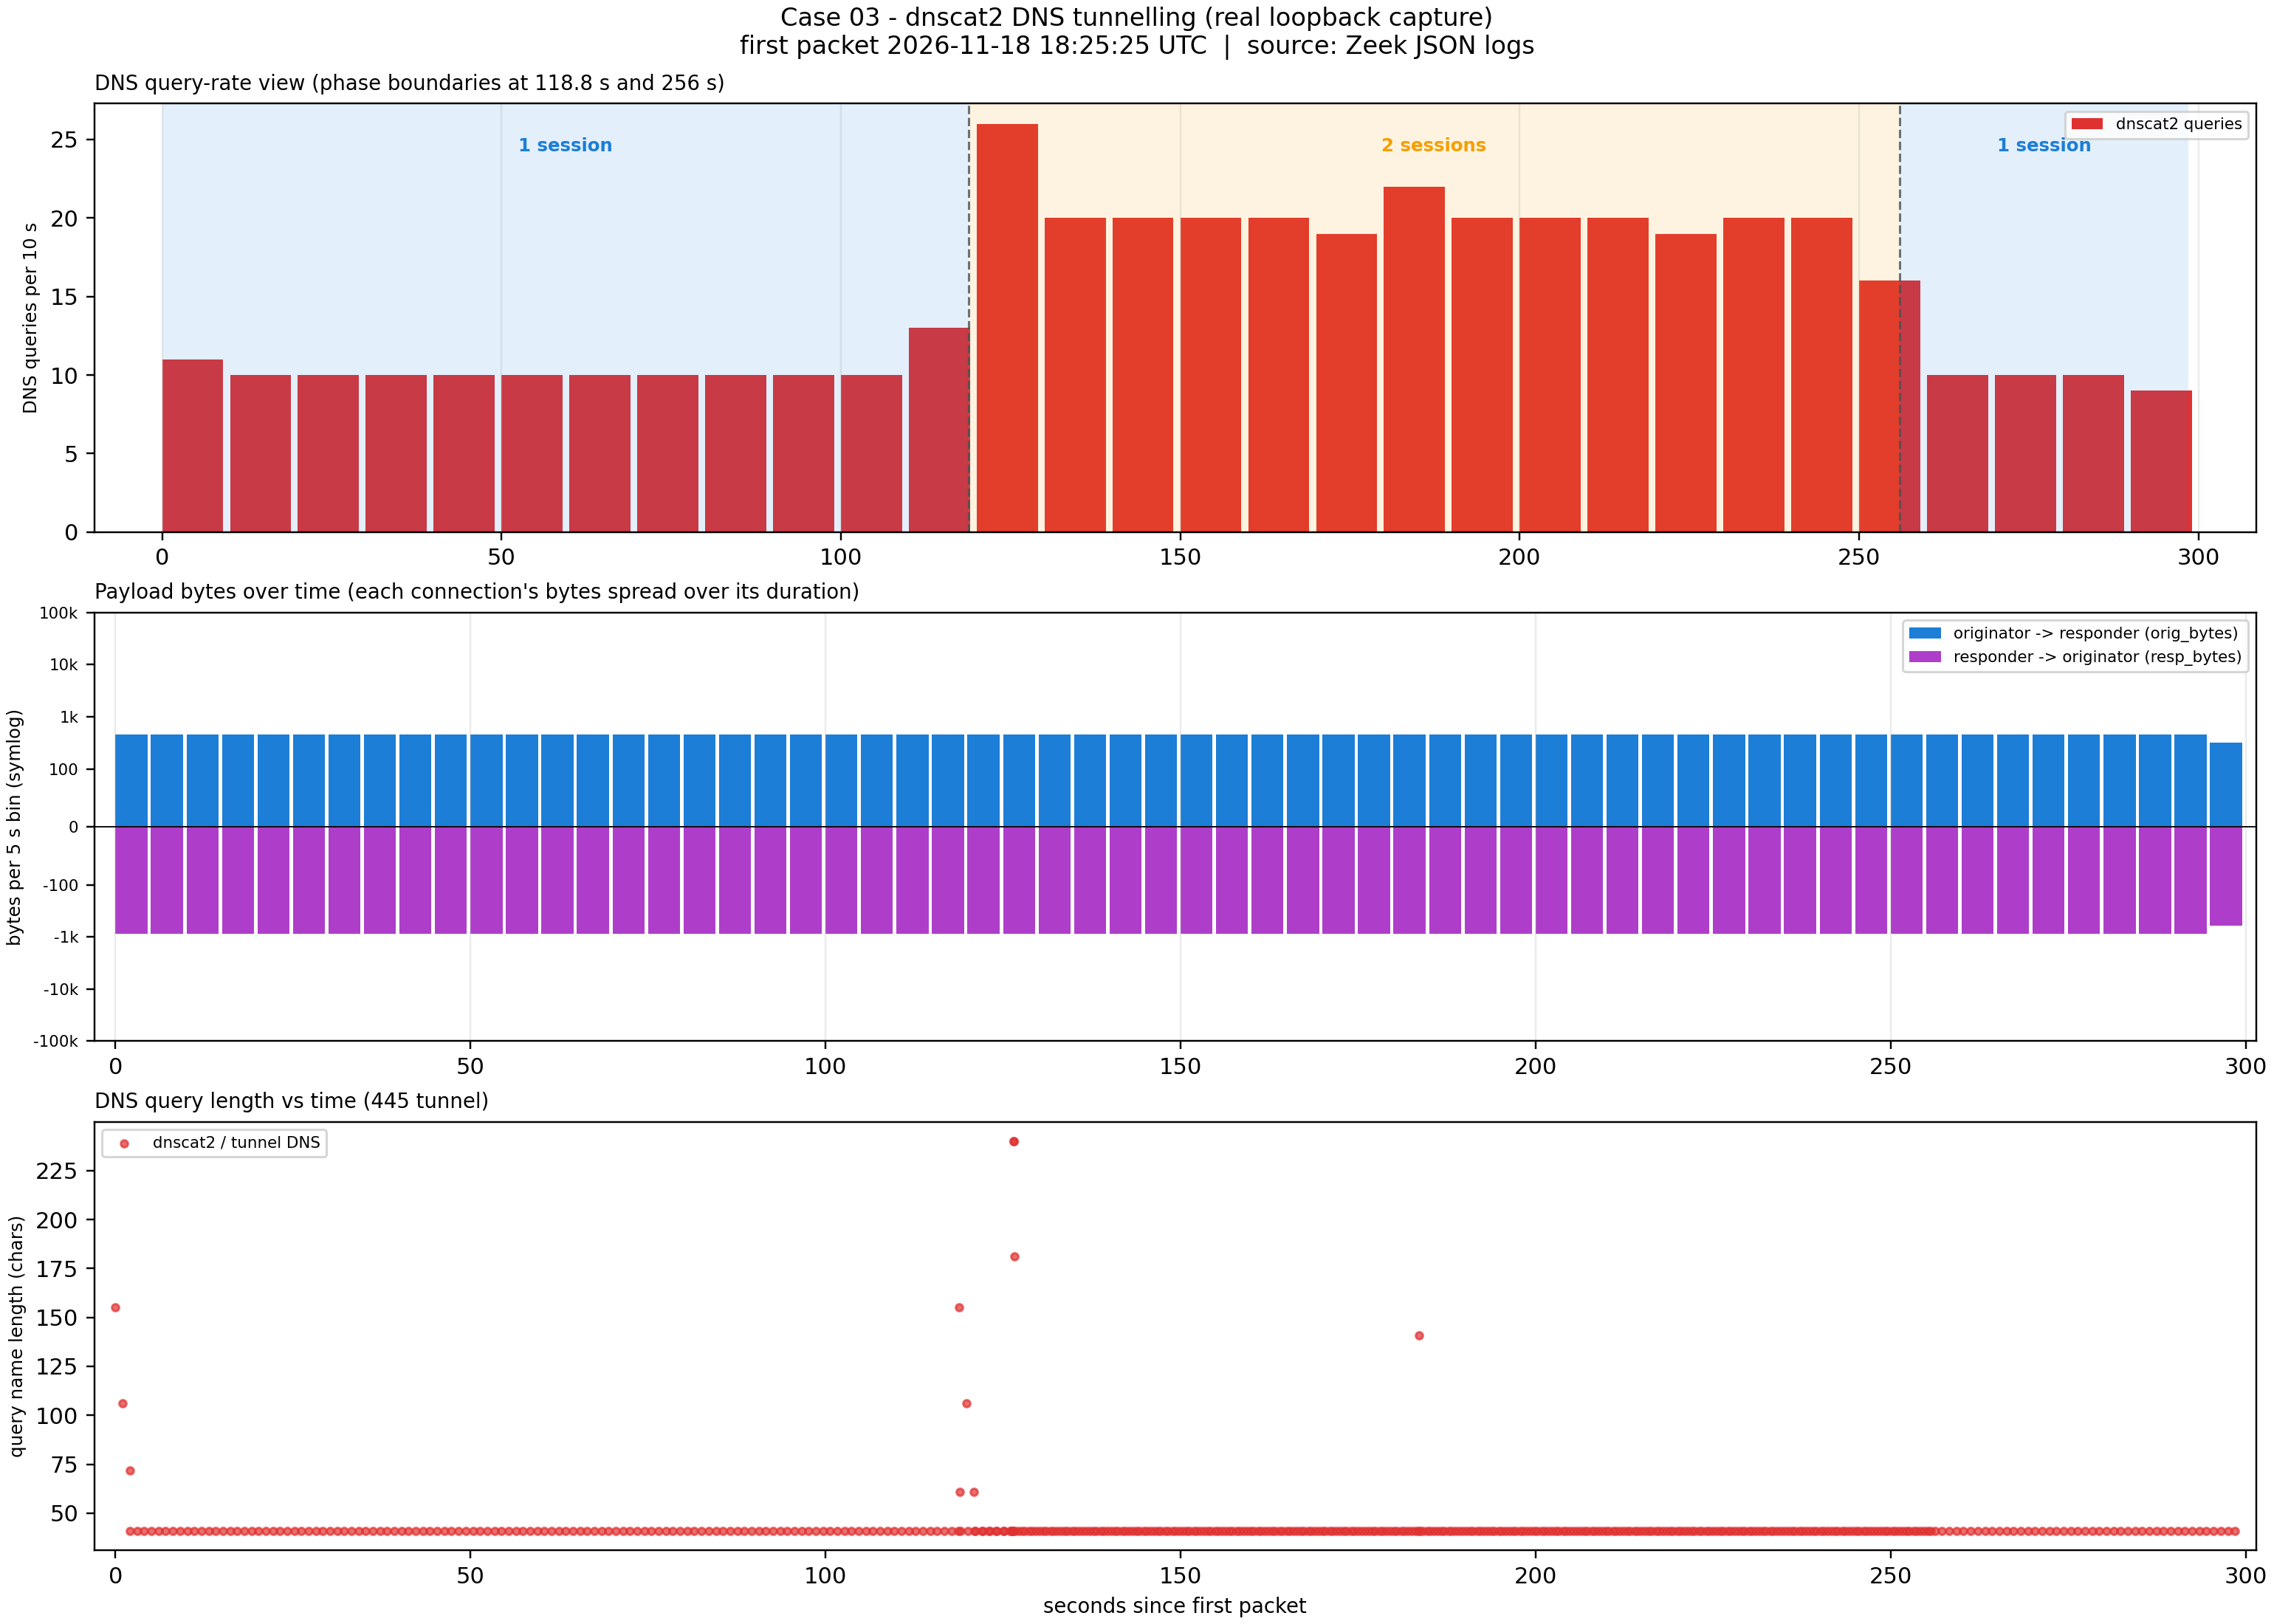 Case 03 - dnscat2 DNS tunnelling (real loopback capture)
first packet 2026-11-18 18:25:25 UTC | source: Zeek JSON logs
DNS query-rate view (phase boundaries at 118.8 s and 256 s)
DNS queries per 10 s
25
20
15
10
5
0
1 session
2 sessions
1 session
dnscat2 queries
0 50 100 150 200 250 300
Payload bytes over time (each connection's bytes spread over its duration)
bytes per 5 s bin (symlog)
100k
10k
1k
100
0
-100
-1k
-10k
-100k
originator -> responder (orig_bytes)
responder -> originator (resp_bytes)
0 50 100 150 200 250 300
DNS query length vs time (445 tunnel)
query name length (chars)
225
200
175
150
125
100
75
50
dnscat2 / tunnel DNS
0 50 100 150 200 250 300
seconds since first packet